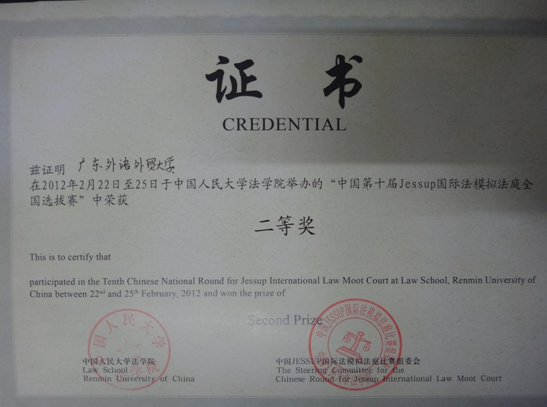 证书
CREDENTIAL
兹证明 广东外语外贸大学
在2012年2月22日至25日于中国人民大学法学院举办的“中国第十届Jessup国际法模拟法庭全
国选拔赛”中荣获
二等奖
This is to certify that
participated in the Tenth Chinese National Round for Jessup International Law Moot Court at Law School, Renmin University of
China between 22nd and 25th February, 2012 and won the prize of
Second Prize
中国人民大学法学院
Law School
Renmin University of China
中国JESSUP国际法模拟法庭比赛组委会
The Steering Committee for the
Chinese Round for Jessup International Law Moot Court